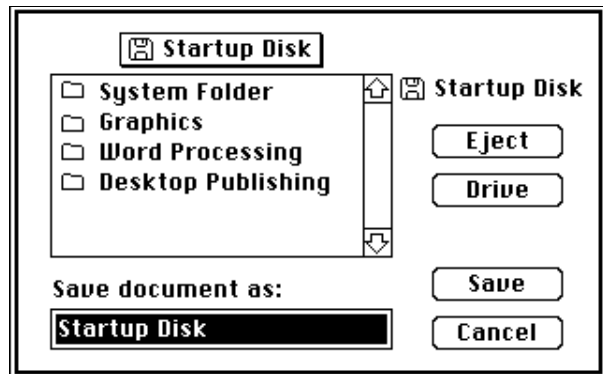 Startup Disk
System Folder
Graphics
Word Processing
Desktop Publishing
Startup Disk
Eject
Drive
Save document as:
Startup Disk
Save
Cancel